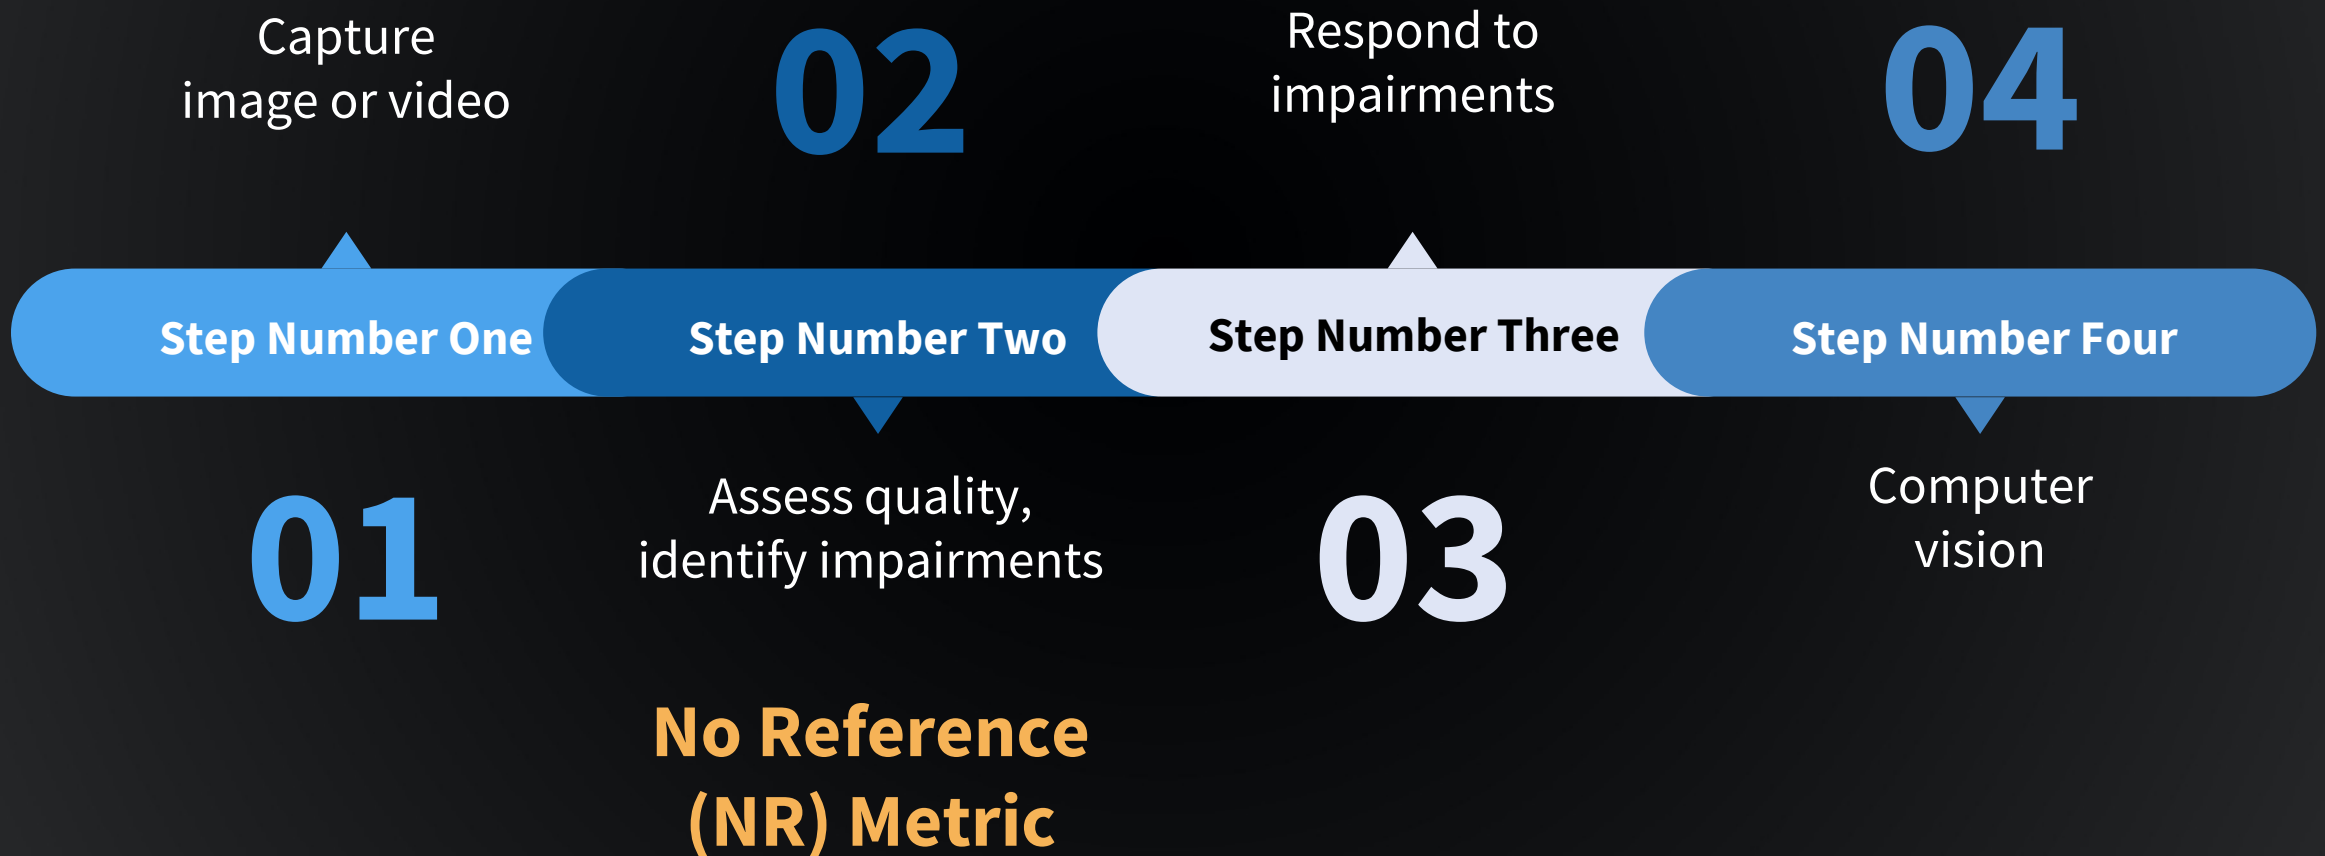 Capture
image or video
02
Respond to
impairments
04
Step Number One
Step Number Two
Step Number Three
Step Number Four
01
Assess quality,
identify impairments
03
Computer
vision
No Reference
(NR) Metric